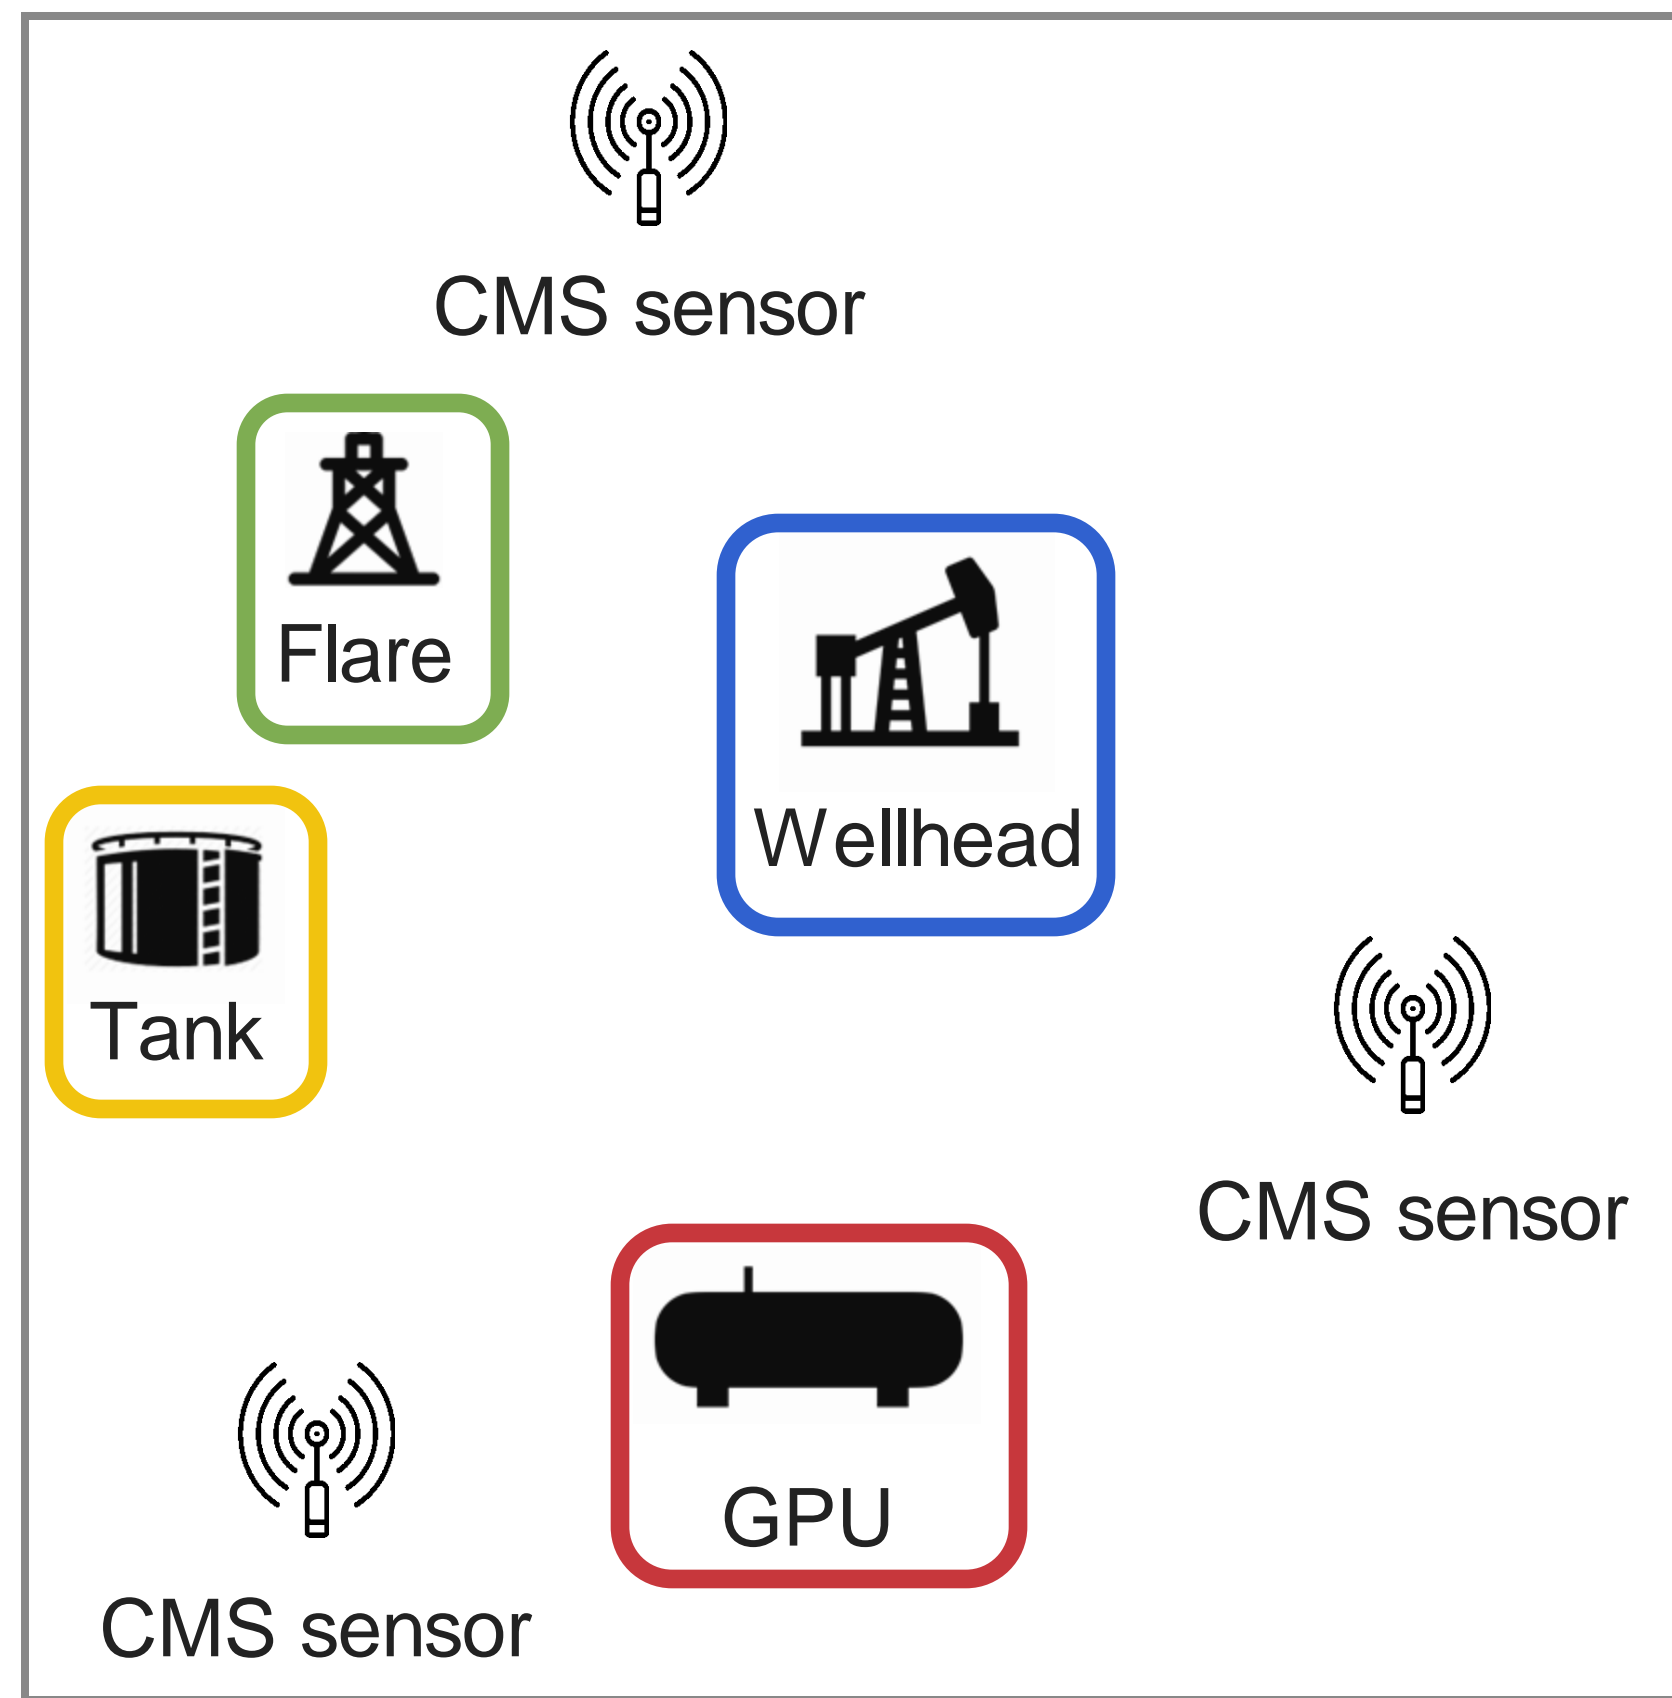 CMS sensor
Flare
Wellhead
Tank
CMS sensor
GPU
CMS sensor